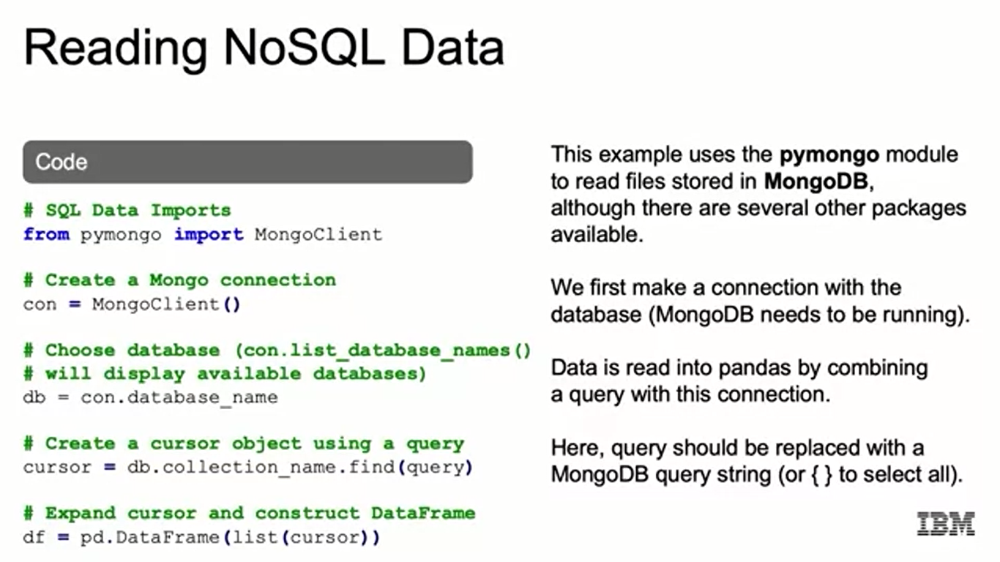 Reading NoSQL Data
Code
# SQL Data Imports
from pymongo import MongoClient
# Create a Mongo connection
con = MongoClient()
# Choose database (con.list_database_names()
# will display available databases)
db = con.database_name
# Create a cursor object using a query
cursor = db.collection_name.find(query)
# Expand cursor and construct DataFrame
df = pd.DataFrame(list(cursor))
This example uses the pymongo module
to read files stored in MongoDB,
although there are several other packages
available.
We first make a connection with the
database (MongoDB needs to be running).
Data is read into pandas by combining
a query with this connection.
Here, query should be replaced with a
MongoDB query string (or { } to select all).
IBM